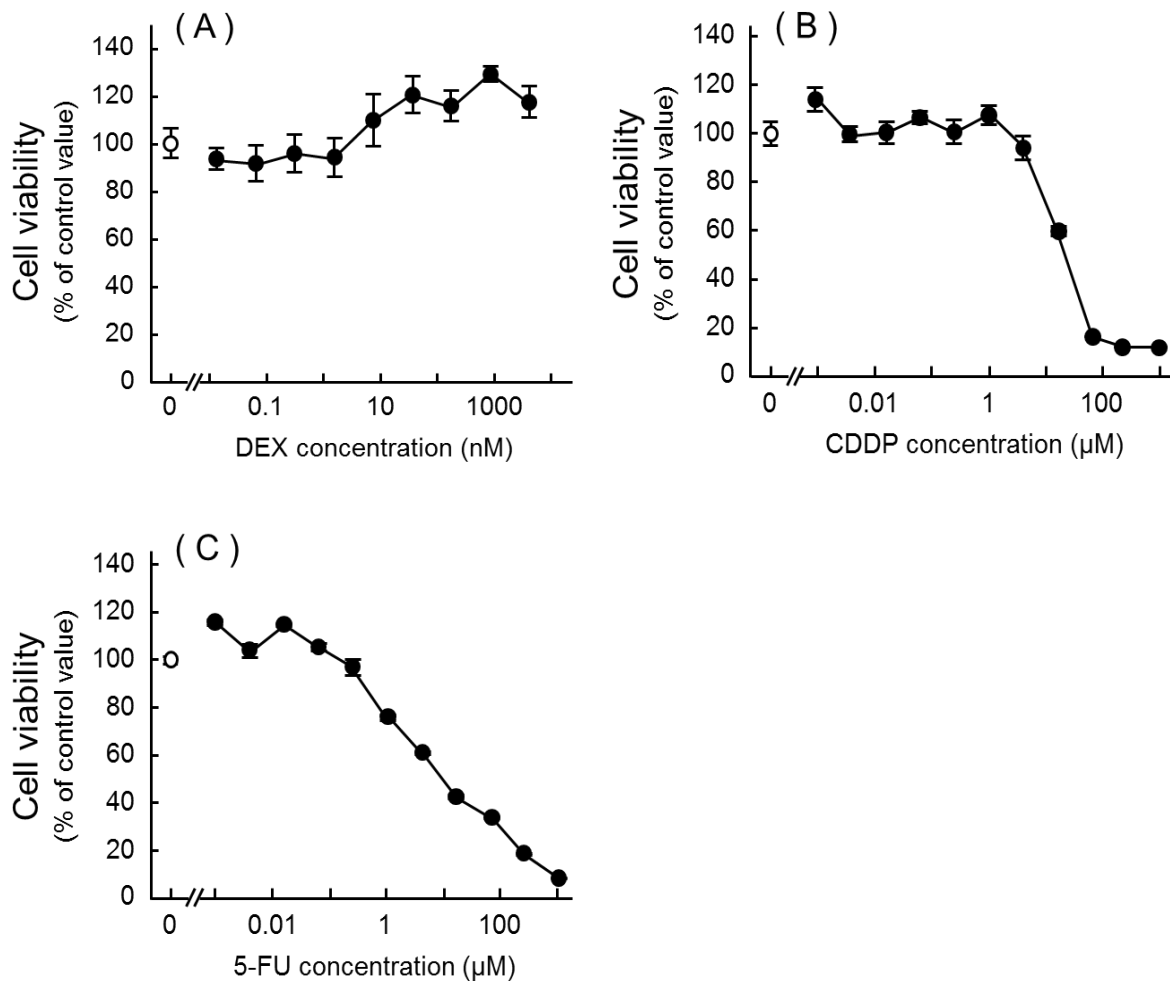 ( A )
140
120
100
80
60
40
20
0
Cell viability
(% of control value)
0 0.1 10 1000
DEX concentration (nM)
( B )
140
120
100
80
60
40
20
0
Cell viability
(% of control value)
0 0.01 1 100
CDDP concentration (µM)
( C )
140
120
100
80
60
40
20
0
Cell viability
(% of control value)
0 0.01 1 100
5-FU concentration (µM)